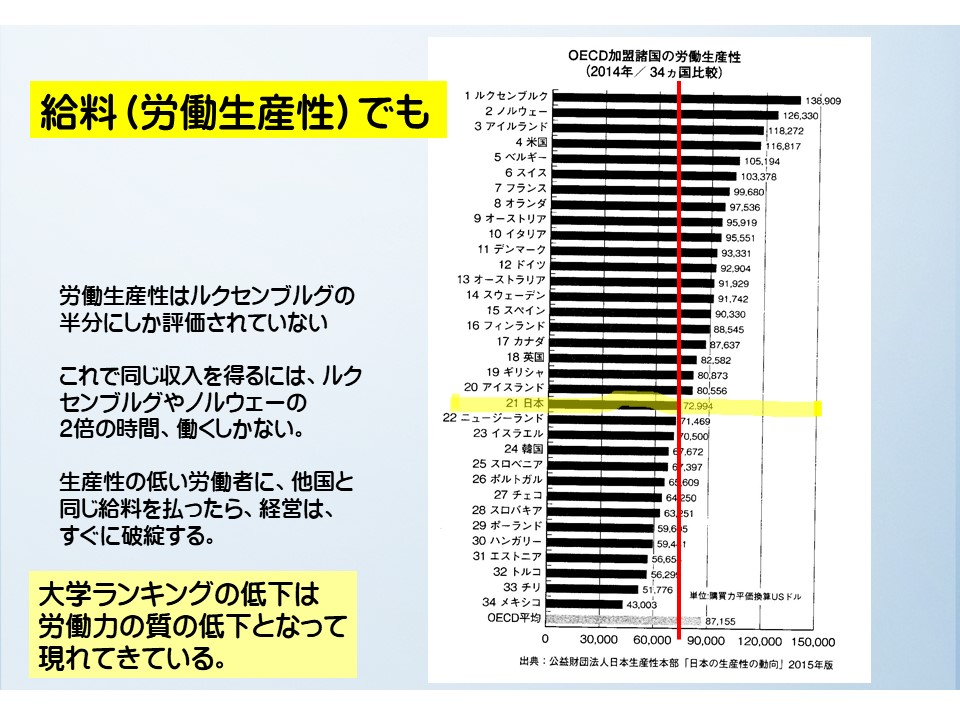 給料(労働生産性)でも
労働生産性はルクセンブルグの
半分にしか評価されていない
これで同じ収入を得るには、ルク
センブルグやノルウェーの
2倍の時間、働くしかない。
生産性の低い労働者に、他国と
同じ給料を払ったら、経営は、
すぐに破綻する。
大学ランキングの低下は
労働力の質の低下となって
現れてきている。
OECD加盟諸国の労働生産性
(2014年/34ヵ国比較)
1 ルクセンブルク 138,909
2 ノルウェー 126,330
3 アイルランド 118,272
4 米国 116,817
5 ベルギー 105,194
6 スイス 103,378
7 フランス 99,680
8 オランダ 97,536
9 オーストリア 95,919
10 イタリア 95,551
11 デンマーク 93,331
12 ドイツ 92,904
13 オーストラリア 91,929
14 スウェーデン 91,742
15 スペイン 90,330
16 フィンランド 88,545
17 カナダ 87,637
18 英国 82,582
19 ギリシャ 80,873
20 アイスランド 80,556
21 日本 72,994
22 ニュージーランド 71,469
23 イスラエル 70,500
24 韓国 67,672
25 スロベニア 67,397
26 ポルトガル 65,609
27 チェコ 64,250
28 スロバキア 63,251
29 ポーランド 59,605
30 ハンガリー
31 エストニア
32 トルコ 56,299
33 チリ 51,776
34 メキシコ 43,003
OECD平均 87,155
単位:購買力平価換算USドル
0 30,000 60,000 90,000 120,000 150,000
出典:公益財団法人日本生産性本部「日本の生産性の動向」2015年版